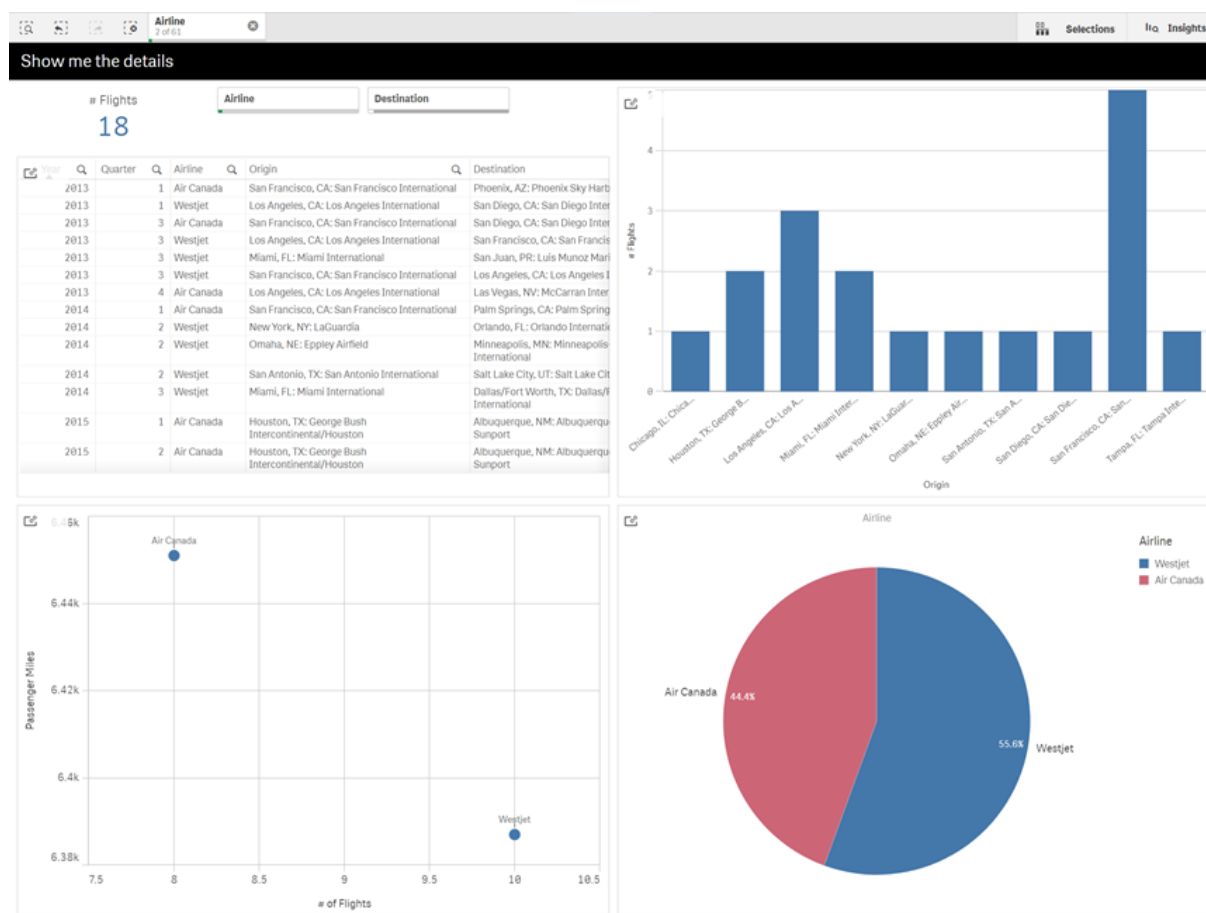 Airline
2 of 61
Selections
Insights
Show me the details
# Flights
18
Airline
Destination
Year Quarter Airline Origin Destination
2013 1 Air Canada San Francisco, CA: San Francisco International Phoenix, AZ: Phoenix Sky Harb
2013 1 Westjet Los Angeles, CA: Los Angeles International San Diego, CA: San Diego Inter
2013 3 Air Canada San Francisco, CA: San Francisco International San Diego, CA: San Diego Inter
2013 3 Westjet Los Angeles, CA: Los Angeles International San Francisco, CA: San Francis
2013 3 Westjet Miami, FL: Miami International San Juan, PR: Luis Munoz Mari
2013 3 Westjet San Francisco, CA: San Francisco International Los Angeles, CA: Los Angeles I
2013 4 Air Canada Los Angeles, CA: Los Angeles International Las Vegas, NV: McCarran Inter
2014 1 Air Canada San Francisco, CA: San Francisco International Palm Springs, CA: Palm Spring
2014 2 Westjet New York, NY: LaGuardia Orlando, FL: Orlando Internati
2014 2 Westjet Omaha, NE: Eppley Airfield Minneapolis, MN: Minneapolis-
International
2014 2 Westjet San Antonio, TX: San Antonio International Salt Lake City, UT: Salt Lake Cit
2014 3 Westjet Miami, FL: Miami International Dallas/Fort Worth, TX: Dallas/F
International
2015 1 Air Canada Houston, TX: George Bush Albuquerque, NM: Albuquerqu
Intercontinental/Houston Sunport
2015 2 Air Canada Houston, TX: George Bush Albuquerque, NM: Albuquerqu
Intercontinental/Houston Sunport
5
4
3
2
1
0
# Flights
Chicago, IL: Chica...
Houston, TX: George B...
Los Angeles, CA: Los A...
Miami, FL: Miami Inter...
New York, NY: LaGuar...
Omaha, NE: Eppley Air...
San Antonio, TX: San A...
San Diego, CA: San Die...
San Francisco, CA: San...
Tampa, FL: Tampa Inte...
Origin
6.46k
Air Canada
6.44k
6.42k
6.4k
6.38k
Passenger Miles
Westjet
7.5 8 8.5 9 9.5 10 10.5
# of Flights
Airline
Airline
Westjet
Air Canada
Air Canada
44.4%
55.6%
Westjet